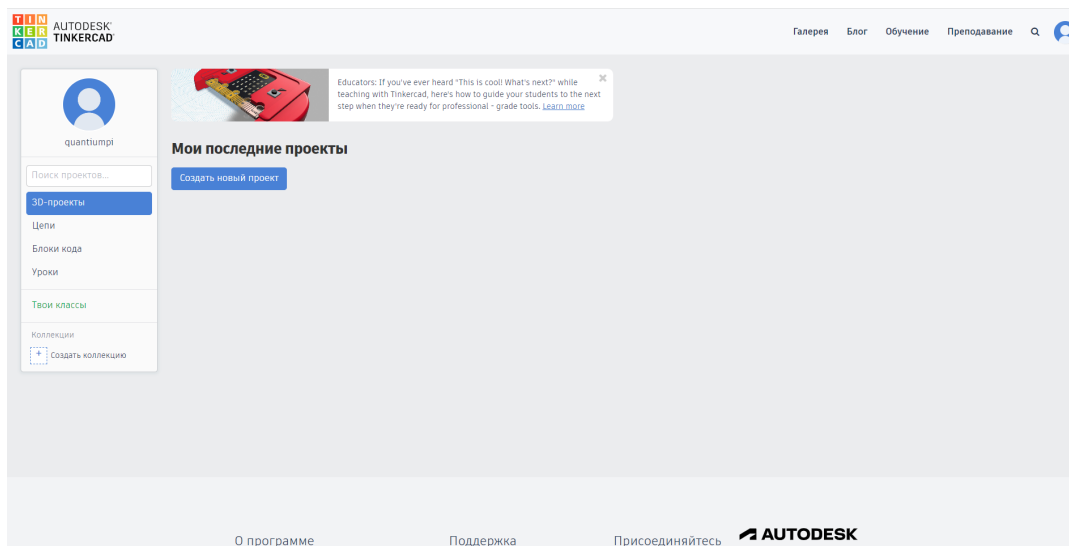 TIN
KER
CAD
AUTODESK®
TINKERCAD®
Галерея
Блог
Обучение
Преподавание
quantiumpi
Поиск проектов...
3D-проекты
Цепи
Блоки кода
Уроки
Твои классы
Коллекции
+ Создать коллекцию
Educators: If you've ever heard "This is cool! What's next?" while
teaching with Tinkercad, here's how to guide your students to the next
step when they're ready for professional - grade tools. Learn more
Мои последние проекты
Создать новый проект
О программе
Поддержка
Присоединяйтесь
AUTODESK